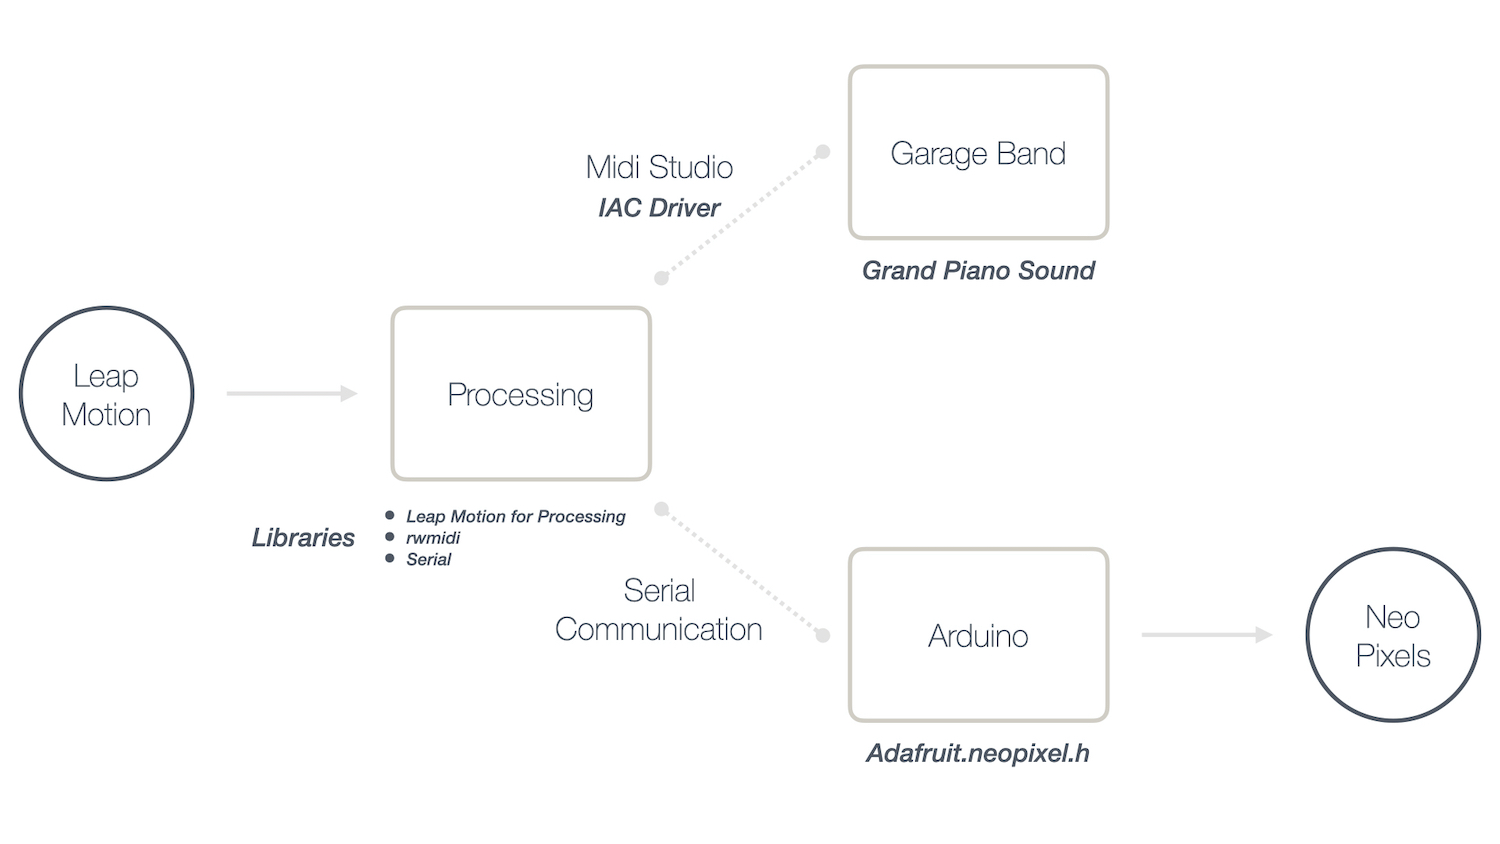 Garage Band
Midi Studio
IAC Driver
Grand Piano Sound
Leap
Motion
Processing
Libraries
Leap Motion for Processing
rwmidi
Serial
Serial
Communication
Arduino
Neo
Pixels
Adafruit.neopixel.h